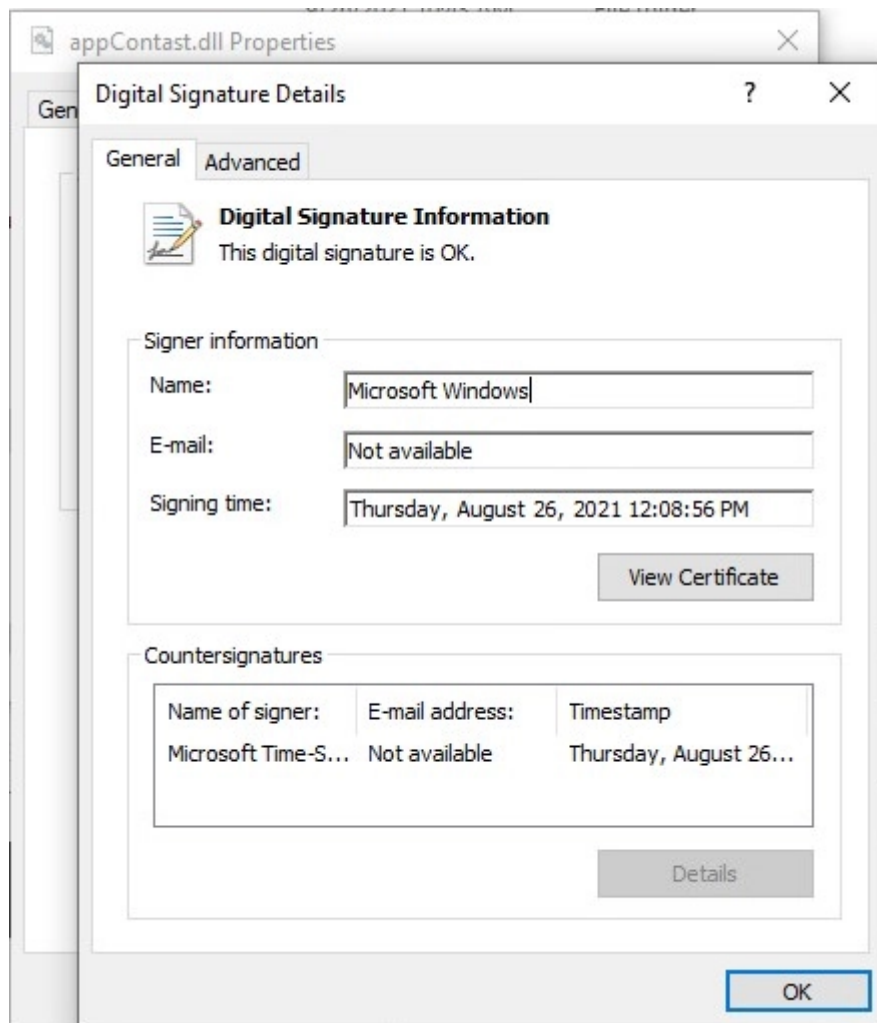 appContast.dll Properties
Digital Signature Details
Gen
General Advanced
Digital Signature Information
This digital signature is OK.
Signer information
Name: Microsoft Windows
E-mail: Not available
Signing time: Thursday, August 26, 2021 12:08:56 PM
View Certificate
Countersignatures
Name of signer: E-mail address: Timestamp
Microsoft Time-S... Not available Thursday, August 26...
Details
OK